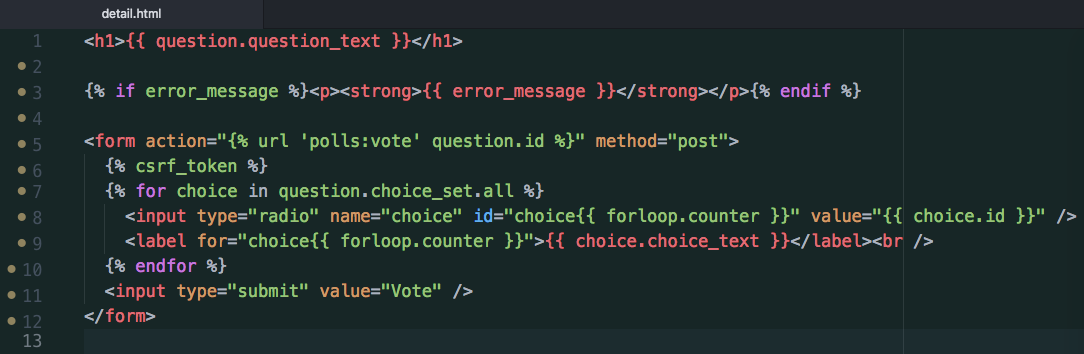 detail.html
1 <h1>{{ question.question_text }}</h1>
2
3 {% if error_message %}<p><strong>{{ error_message }}</strong></p>{% endif %}
4
5 <form action="{% url 'polls:vote' question.id %}" method="post">
6   {% csrf_token %}
7   {% for choice in question.choice_set.all %}
8     <input type="radio" name="choice" id="choice{{ forloop.counter }}" value="{{ choice.id }}" />
9     <label for="choice{{ forloop.counter }}">{{ choice.choice_text }}</label><br />
10   {% endfor %}
11   <input type="submit" value="Vote" />
12 </form>
13